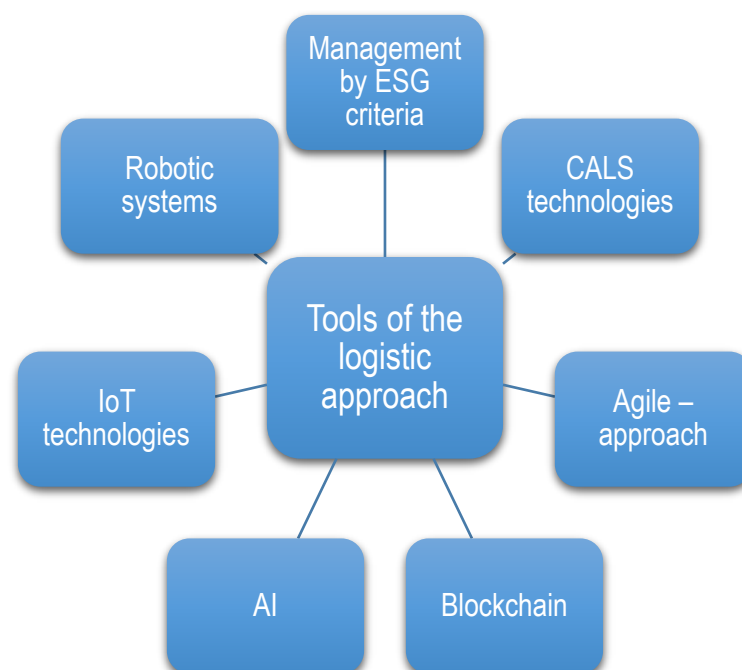 Management
by ESG
criteria
Robotic
systems
CALS
technologies
Tools of the
logistic
approach
IoT
technologies
Agile –
approach
AI
Blockchain